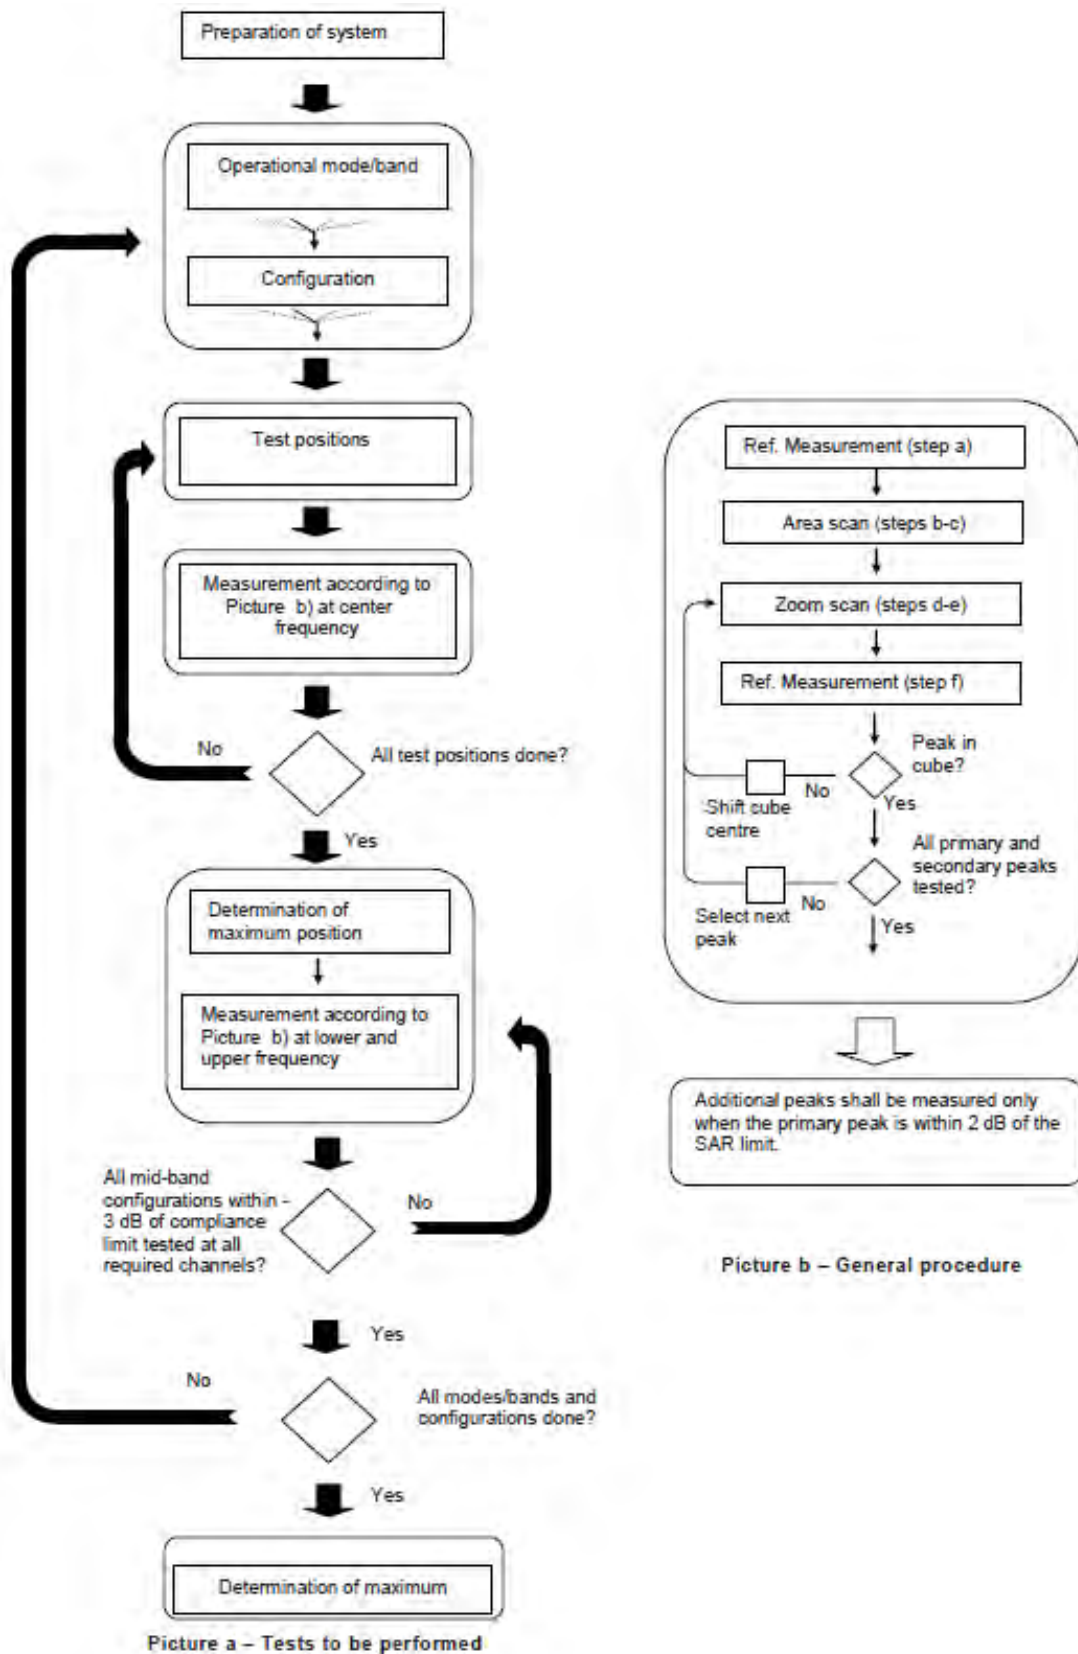 Preparation of system
Operational mode/band
Configuration
Test positions
Measurement according to
Picture b) at center
frequency
No
All test positions done?
Yes
Determination of
maximum position
Measurement according to
Picture b) at lower and
upper frequency
All mid-band
configurations within -
3 dB of compliance
limit tested at all
required channels?
No
Yes
No
All modes/bands and
configurations done?
Yes
Determination of maximum
Picture a – Tests to be performed
Ref. Measurement (step a)
Area scan (steps b-c)
Zoom scan (steps d-e)
Ref. Measurement (step f)
Peak in
cube?
No
Shift cube
centre
Yes
All primary and
secondary peaks
tested?
No
Select next
peak
Yes
Additional peaks shall be measured only
when the primary peak is within 2 dB of the
SAR limit.
Picture b – General procedure